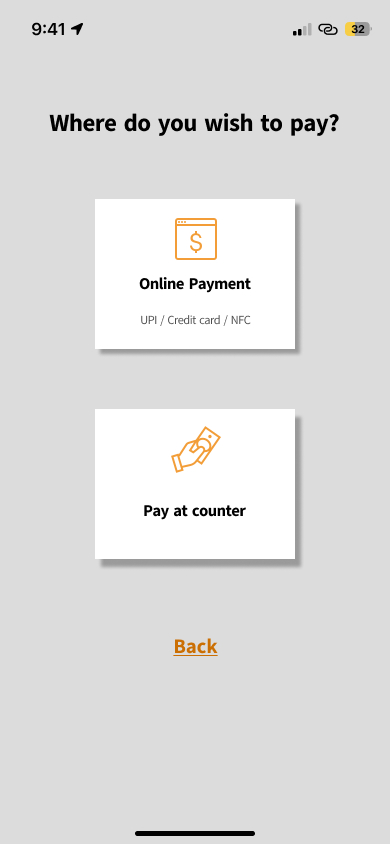 9:41
32
Where do you wish to pay?
$
Online Payment
UPI / Credit card / NFC
Pay at counter
Back